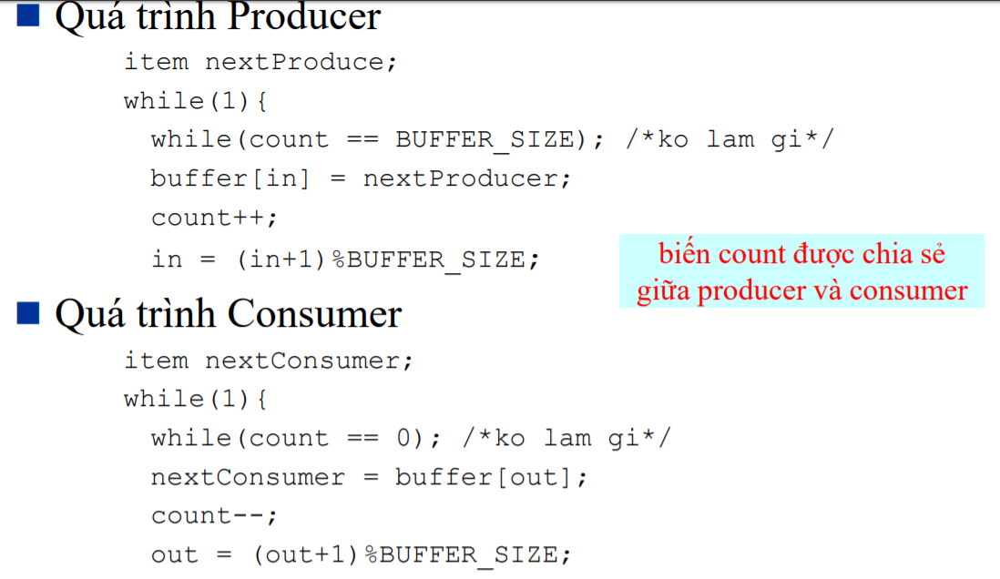 Quá trình Producer
item nextProduce;
while(1){
while(count == BUFFER_SIZE); /*ko lam gi*/
buffer[in] = nextProducer;
count++;
in = (in+1)%BUFFER_SIZE;
biến count được chia sẻ
giữa producer và consumer
Quá trình Consumer
item nextConsumer;
while(1){
while(count == 0); /*ko lam gi*/
nextConsumer = buffer[out];
count--;
out = (out+1)%BUFFER_SIZE;